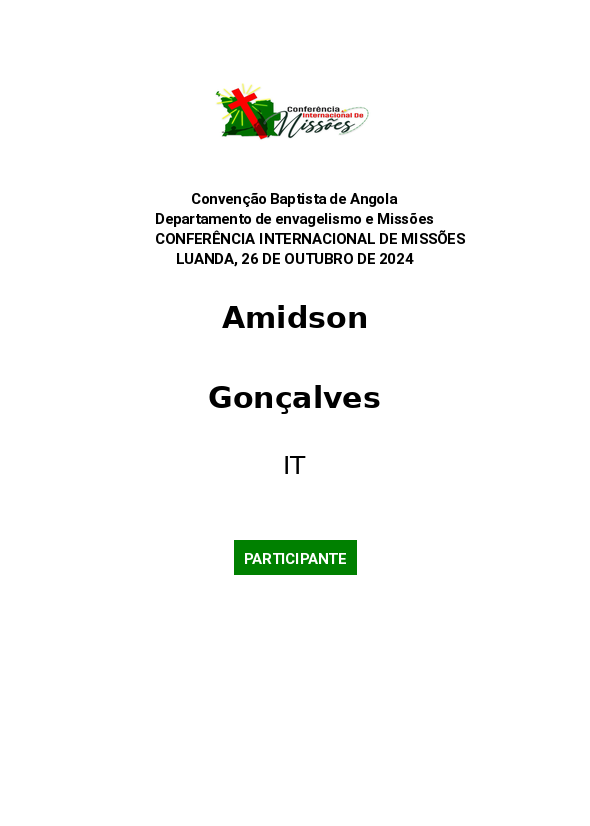 Conferência
Internacional De
Missões
Convenção Baptista de Angola
Departamento de envagelismo e Missões
CONFERÊNCIA INTERNACIONAL DE MISSÕES
LUANDA, 26 DE OUTUBRO DE 2024
Amidson
Gonçalves
IT
PARTICIPANTE